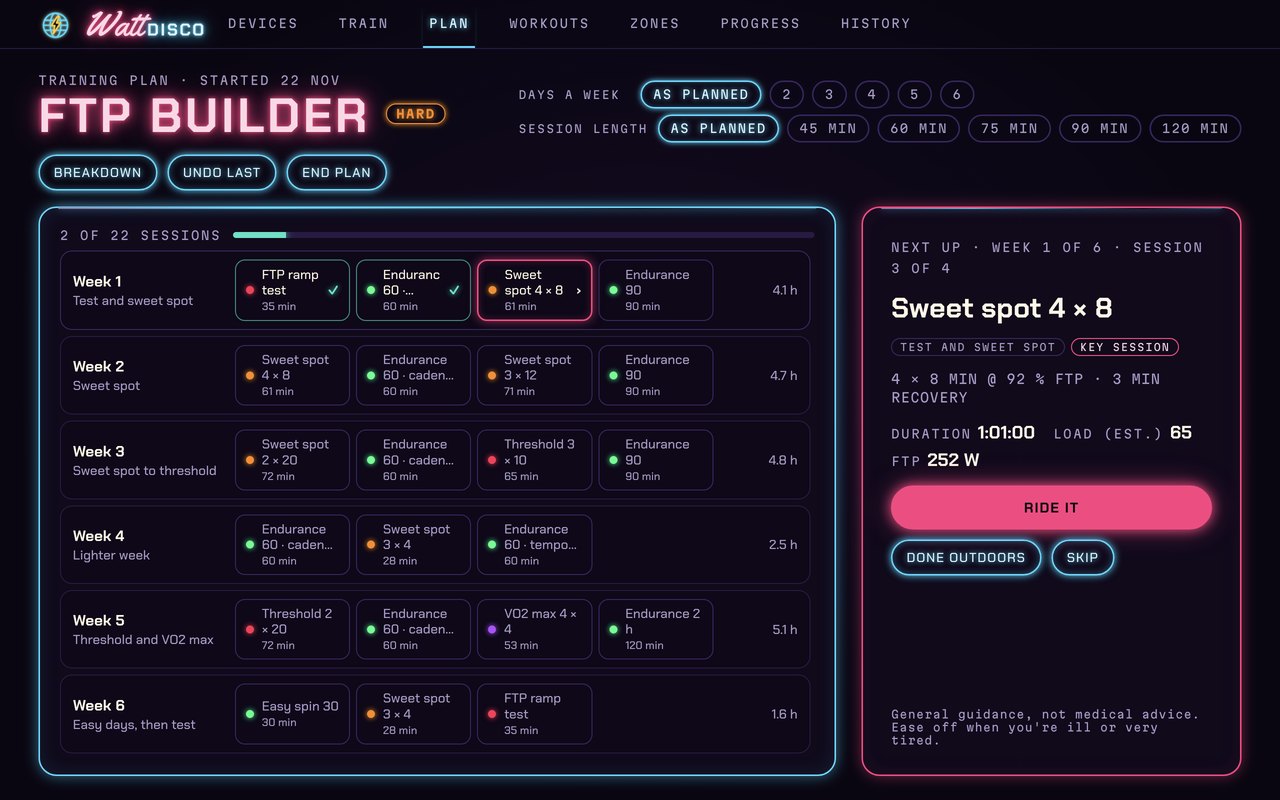 WattDISCO
DEVICES TRAIN PLAN WORKOUTS ZONES PROGRESS HISTORY
TRAINING PLAN · STARTED 22 NOV
FTP BUILDER
HARD
DAYS A WEEK AS PLANNED 2 3 4 5 6
SESSION LENGTH AS PLANNED 45 MIN 60 MIN 75 MIN 90 MIN 120 MIN
BREAKDOWN UNDO LAST END PLAN
2 OF 22 SESSIONS
Week 1
Test and sweet spot
FTP ramp
test
35 min
✓
Enduranc
60 ·…
60 min
✓
Sweet
spot 4 × 8
61 min
›
Endurance
90
90 min
4.1 h
Week 2
Sweet spot
Sweet spot
4 × 8
61 min
Endurance
60 · caden…
60 min
Sweet spot
3 × 12
71 min
Endurance
90
90 min
4.7 h
Week 3
Sweet spot to threshold
Sweet spot
2 × 20
72 min
Endurance
60 · caden…
60 min
Threshold 3
× 10
65 min
Endurance
90
90 min
4.8 h
Week 4
Lighter week
Endurance
60 · caden…
60 min
Sweet spot
3 × 4
28 min
Endurance
60 · tempo…
60 min
2.5 h
Week 5
Threshold and VO2 max
Threshold 2
× 20
72 min
Endurance
60 · caden…
60 min
VO2 max 4 ×
4
53 min
Endurance 2
h
120 min
5.1 h
Week 6
Easy days, then test
Easy spin 30
30 min
Sweet spot
3 × 4
28 min
FTP ramp
test
35 min
1.6 h
NEXT UP · WEEK 1 OF 6 · SESSION
3 OF 4
Sweet spot 4 × 8
TEST AND SWEET SPOT KEY SESSION
4 × 8 MIN @ 92 % FTP · 3 MIN
RECOVERY
DURATION 1:01:00 LOAD (EST.) 65
FTP 252 W
RIDE IT
DONE OUTDOORS SKIP
General guidance, not medical advice.
Ease off when you're ill or very
tired.